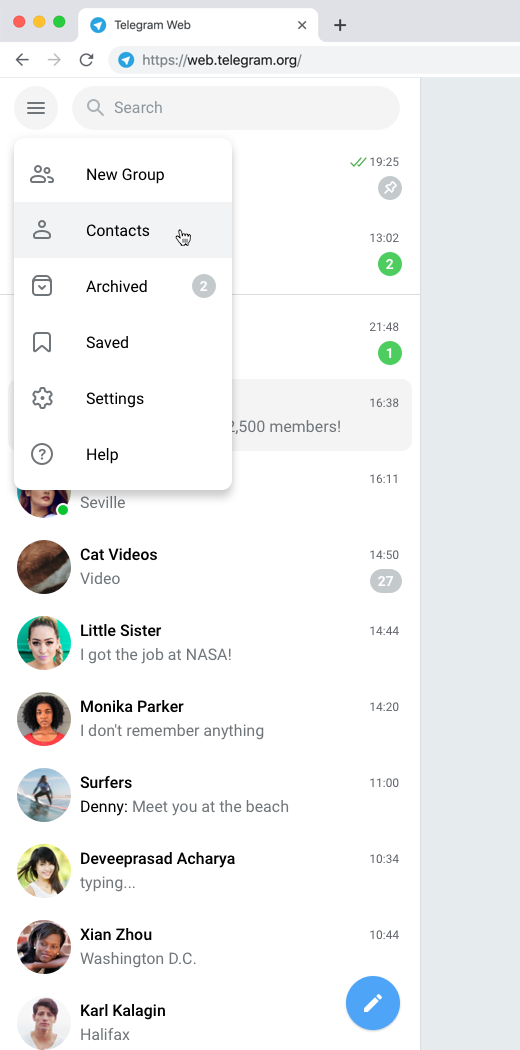 Telegram Web
https://web.telegram.org/
Search
New Group
19:25
Contacts
13:02
2
Archived
2
Saved
21:48
1
Settings
16:38
2,500 members!
Help
16:11
Seville
Cat Videos
14:50
Video
27
Little Sister
14:44
I got the job at NASA!
Monika Parker
14:20
I don't remember anything
Surfers
11:00
Denny: Meet you at the beach
Deveeprasad Acharya
10:34
typing...
Xian Zhou
10:44
Washington D.C.
Karl Kalagin
Halifax